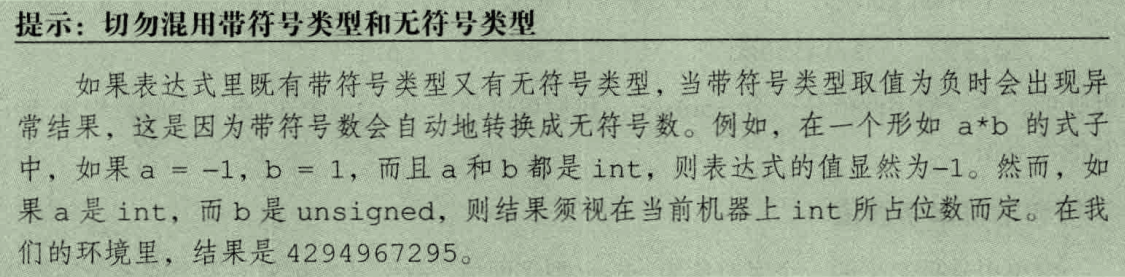 提示：切勿混用带符号类型和无符号类型
如果表达式里既有带符号类型又有无符号类型，当带符号类型取值为负时会出现异
常结果，这是因为带符号数会自动地转换成无符号数。例如，在一个形如 a*b 的式子
中，如果 a = -1, b = 1，而且 a 和 b 都是 int，则表达式的值显然为-1。然而，如
果 a 是 int，而 b 是 unsigned，则结果须视在当前机器上 int 所占位数而定。在我
们的环境里，结果是 4294967295。